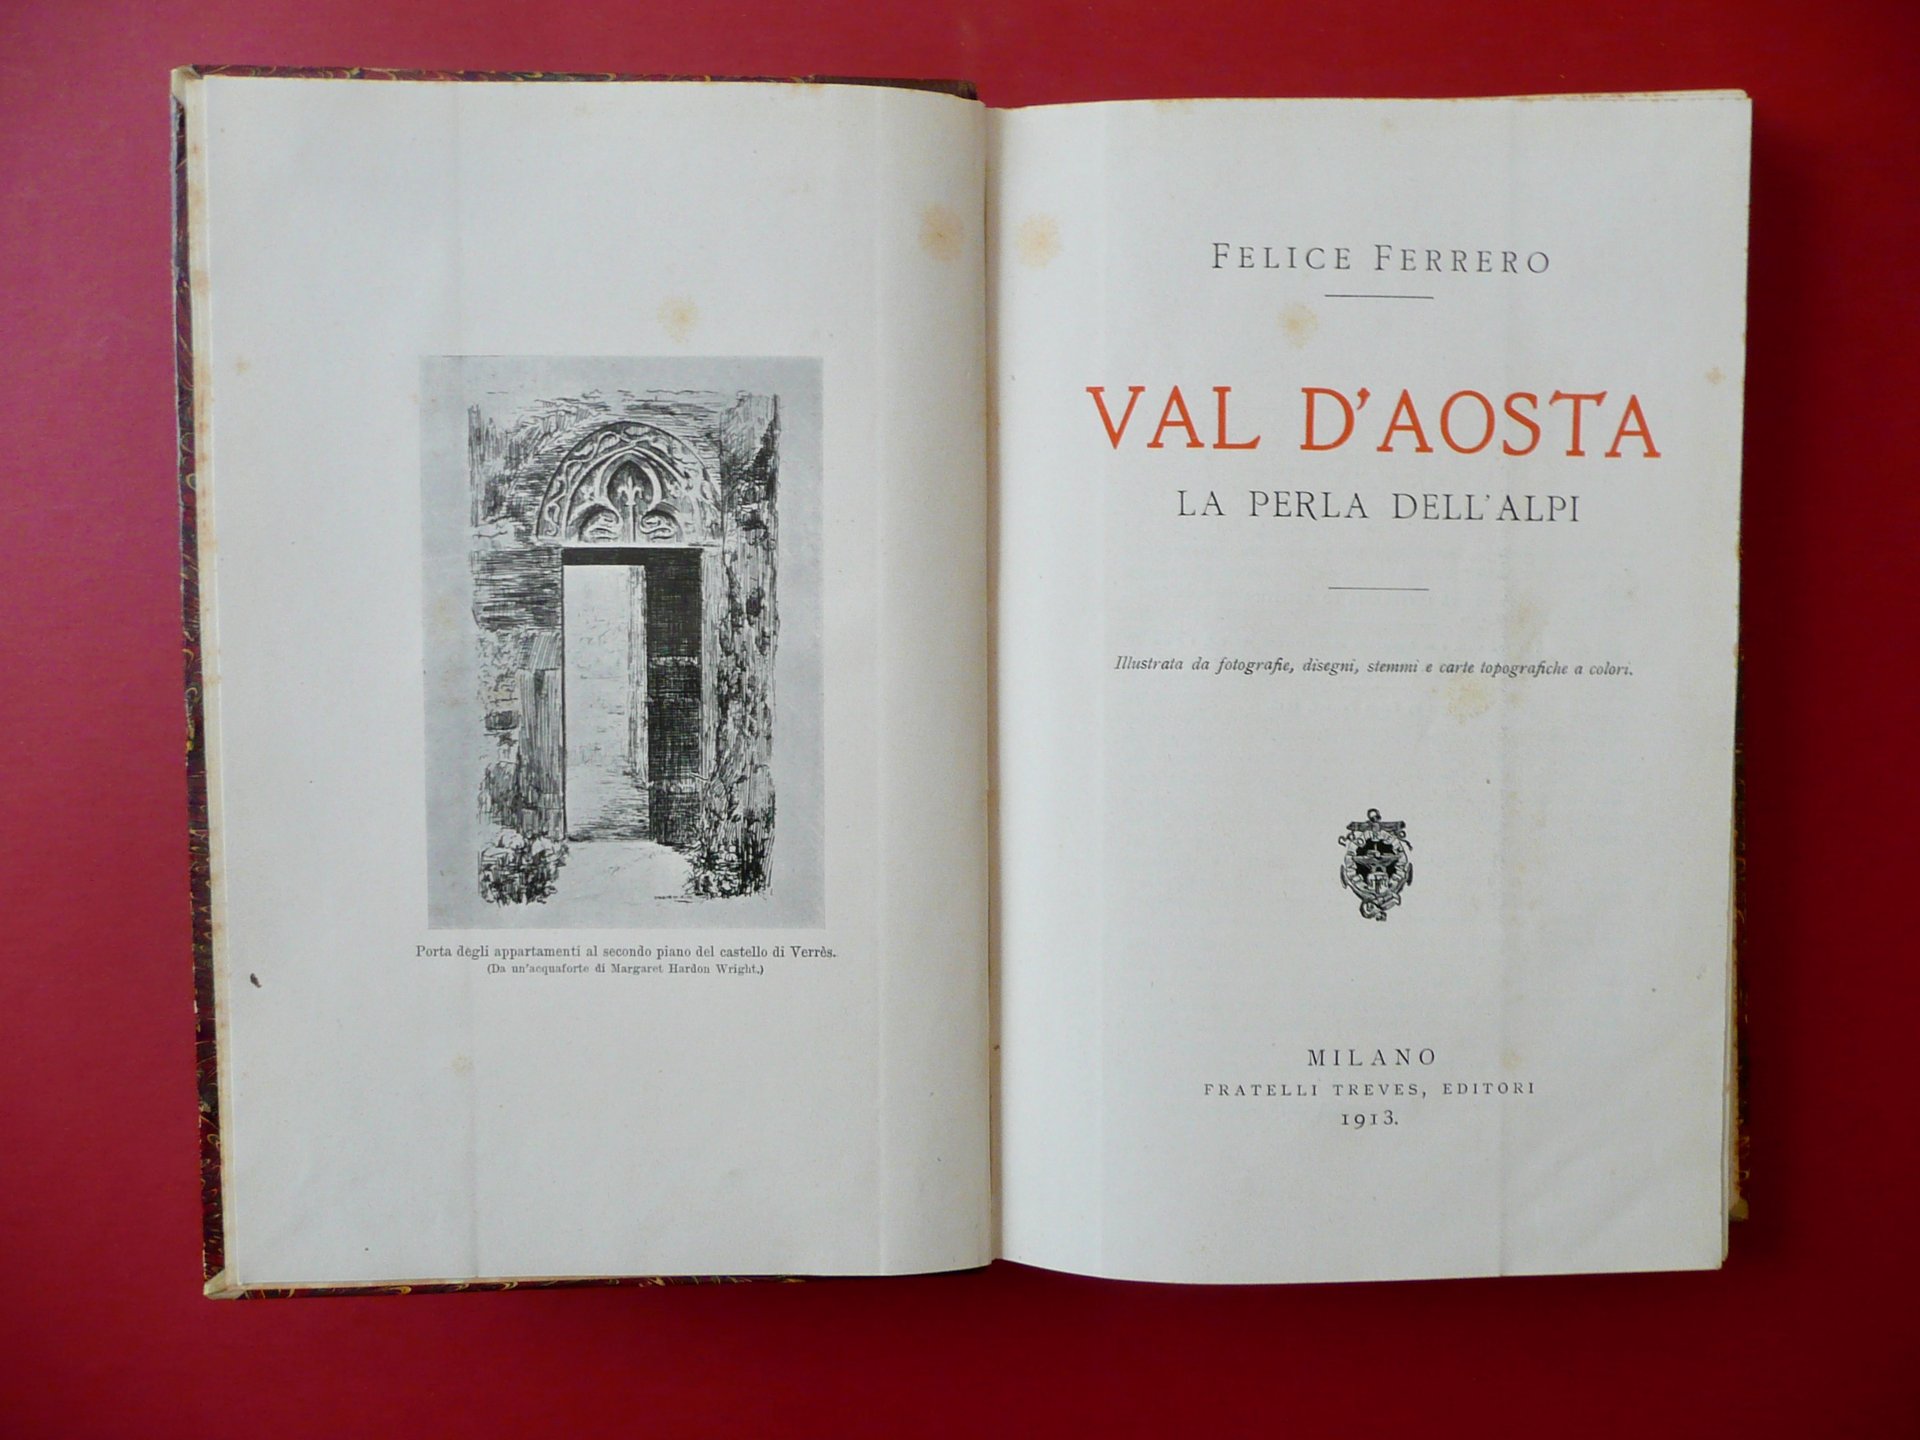 Porta degli appartamenti al secondo piano del castello di Verrès.
(Da un'acquaforte di Margaret Hardon Wright.)
FELICE FERRERO
VAL D'AOSTA
LA PERLA DELL'ALPI
Illustrata da fotografie, disegni, stemmi e carte topografiche a colori.
MILANO
FRATELLI TREVES, EDITORI
1913.